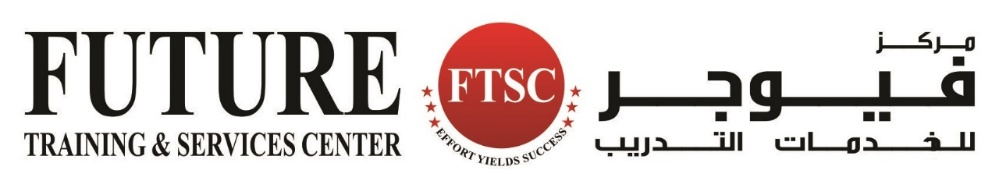 FUTURE
TRAINING & SERVICES CENTER
FTSC
EFFORT YIELDS SUCCESS
مركز
فيوجر
للخدمات التدريب